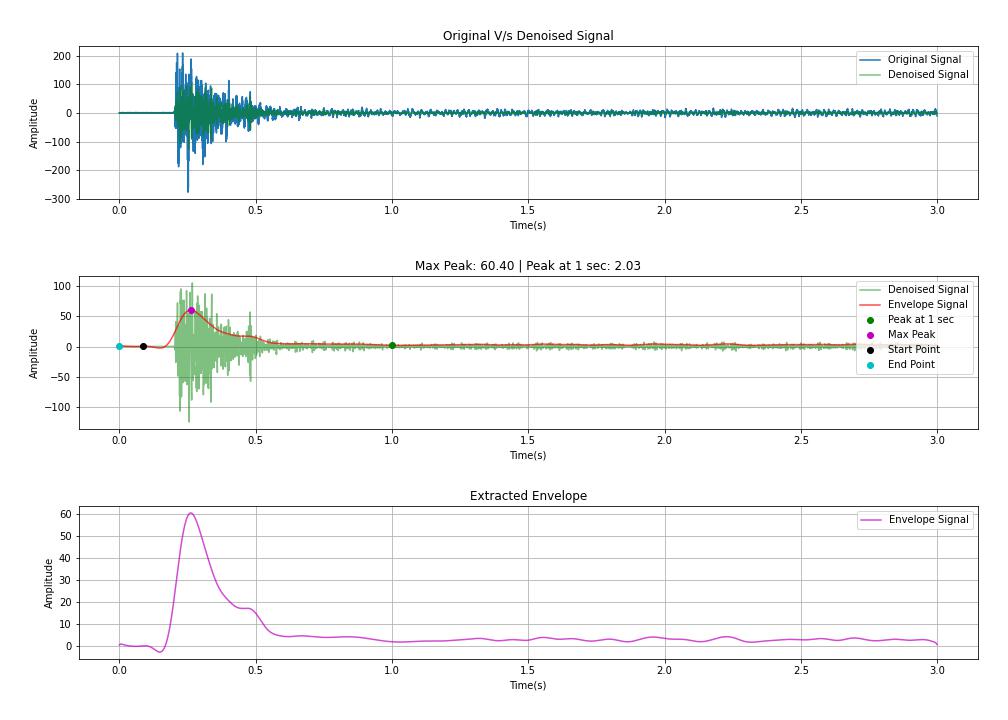 Original V/s Denoised Signal
Amplitude
200
100
0
−100
−200
−300
Original Signal
Denoised Signal
0.0 0.5 1.0 1.5 2.0 2.5 3.0
Time(s)
Max Peak: 60.40 | Peak at 1 sec: 2.03
Amplitude
100
50
0
−50
−100
Denoised Signal
Envelope Signal
Peak at 1 sec
Max Peak
Start Point
End Point
0.0 0.5 1.0 1.5 2.0 2.5 3.0
Time(s)
Extracted Envelope
Amplitude
60
50
40
30
20
10
0
Envelope Signal
0.0 0.5 1.0 1.5 2.0 2.5 3.0
Time(s)